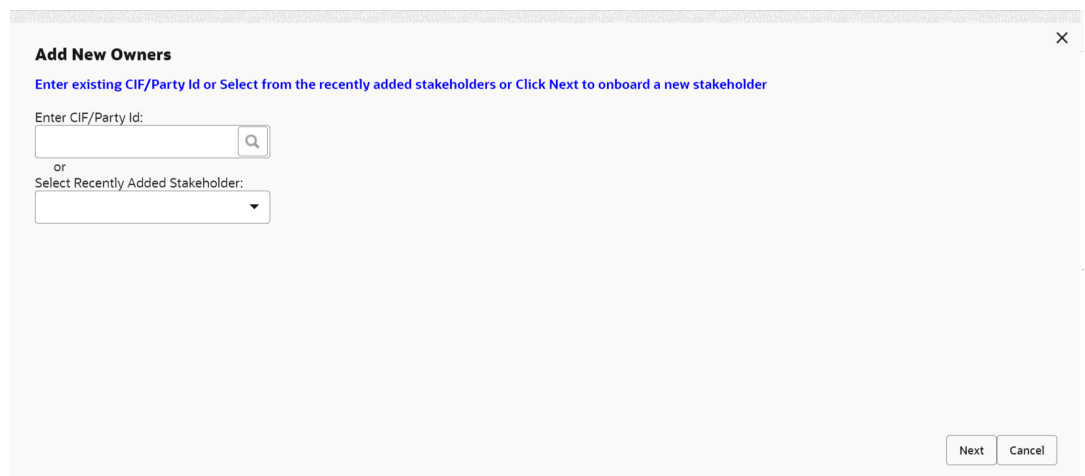 Add New Owners
Enter existing CIF/Party Id or Select from the recently added stakeholders or Click Next to onboard a new stakeholder
Enter CIF/Party Id:
or
Select Recently Added Stakeholder:
Next Cancel